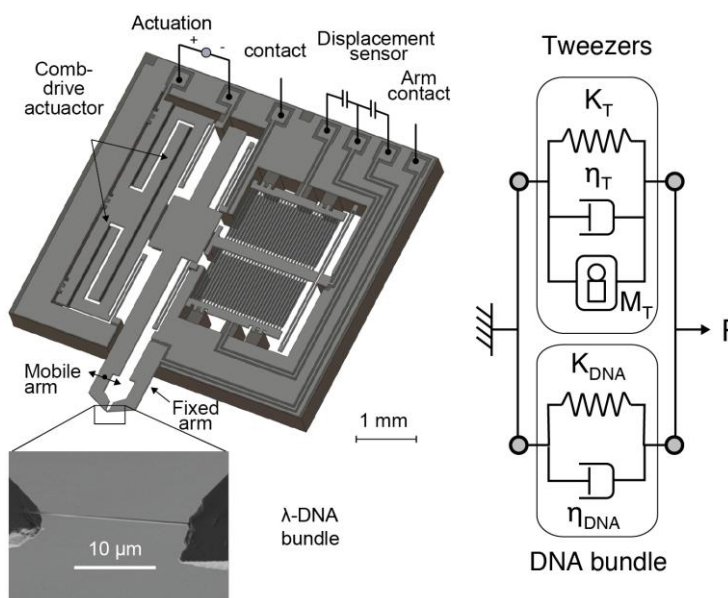 Actuation
+
-
contact
Displacement
sensor
Arm
contact
Comb-
drive
actuactor
Mobile
arm
Fixed
arm
1 mm
10 μm
λ-DNA
bundle
Tweezers
K_T
η_T
M_T
F
K_DNA
η_DNA
DNA bundle